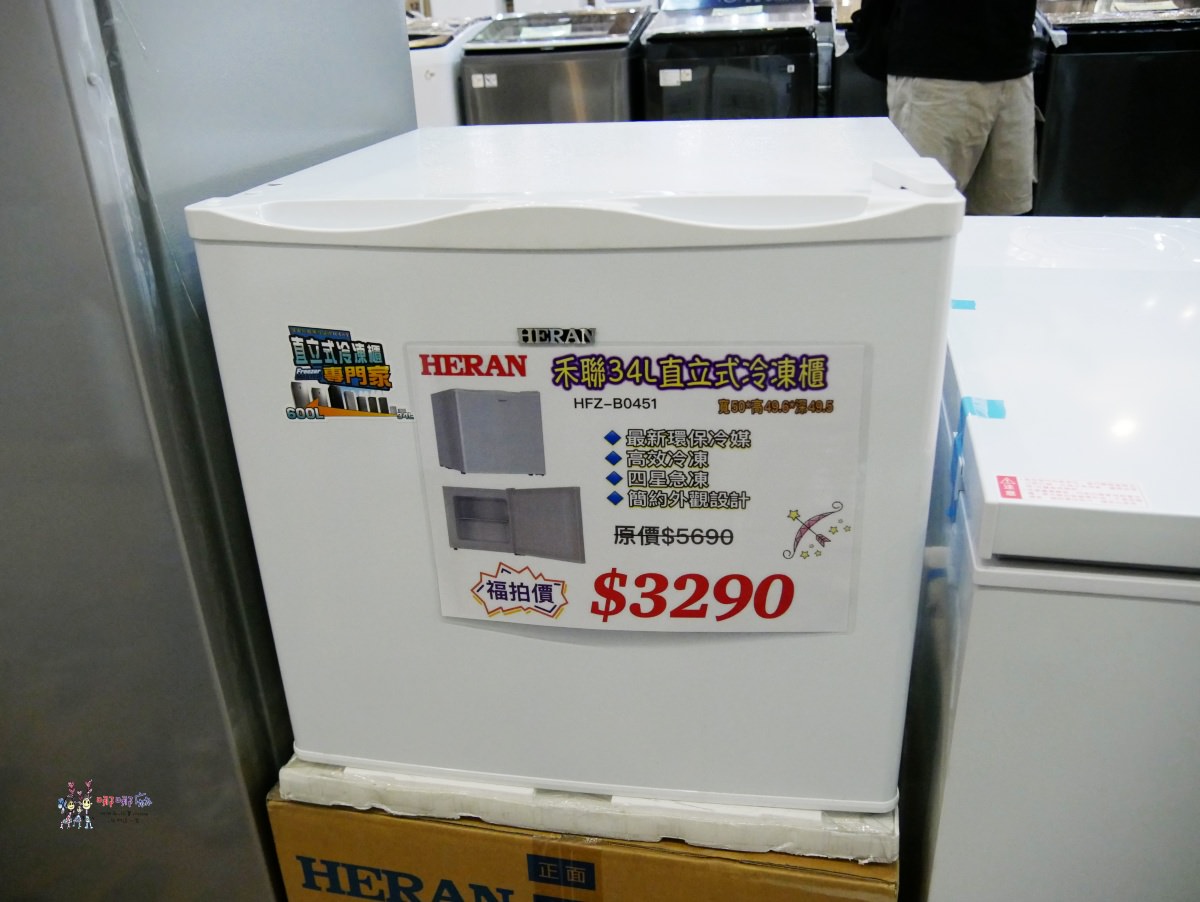 HERAN
直立式冷凍櫃
Freezer 專門家
600L
HERAN 禾聯34L直立式冷凍櫃
HFZ-B0451 寬50*高49.6*深49.5
最新環保冷媒
高效冷凍
四星急凍
簡約外觀設計
原價$5690
福拍價 $3290
HERAN 正面